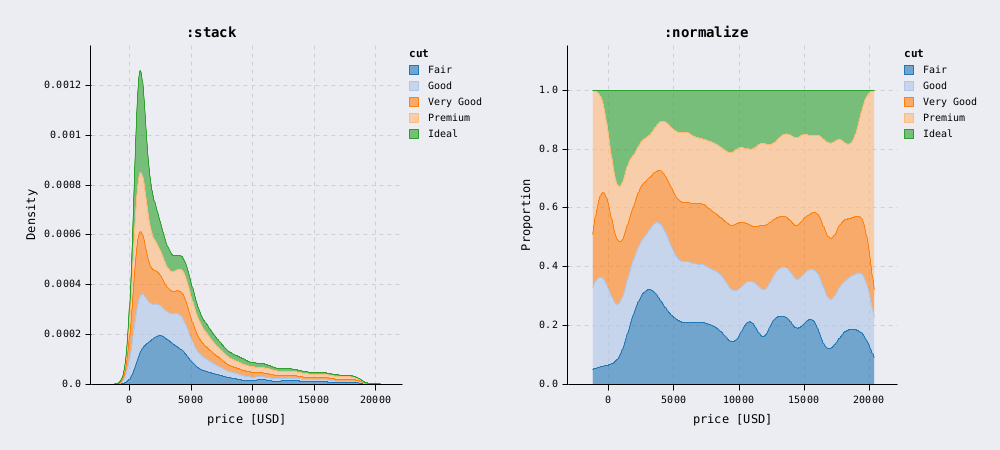 :stack
cut
Fair
Good
Very Good
Premium
Ideal
Density
0.0012
0.001
0.0008
0.0006
0.0004
0.0002
0.0
0
5000
10000
15000
20000
price [USD]
:normalize
cut
Fair
Good
Very Good
Premium
Ideal
Proportion
1.0
0.8
0.6
0.4
0.2
0.0
0
5000
10000
15000
20000
price [USD]